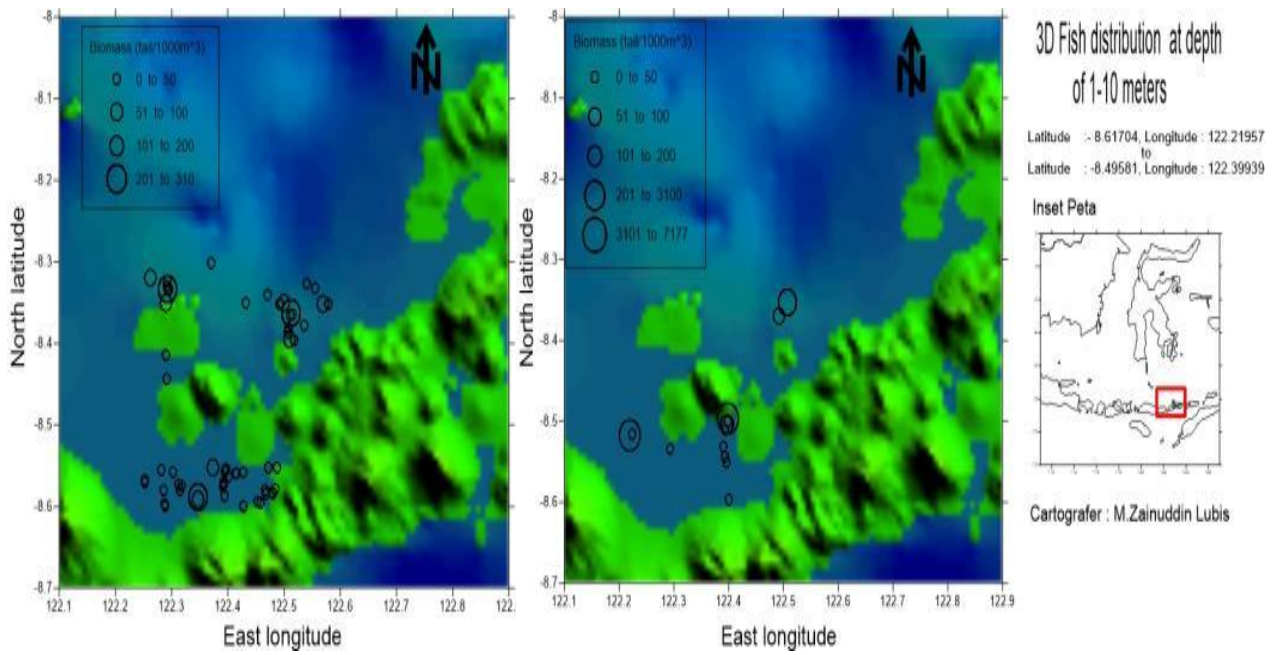 Biomass (tail/1000m^3)
0 to 50
51 to 100
101 to 200
201 to 310
N
-8
-8.1
-8.2
-8.3
-8.4
-8.5
-8.6
-8.7
122.1 122.2 122.3 122.4 122.5 122.6 122.7 122.8 122.
North latitude
East longitude
Biomass (tail/1000m^3)
0 to 50
51 to 100
101 to 200
201 to 3100
3101 to 7177
N
-8
-8.1
-8.2
-8.3
-8.4
-8.5
-8.6
-8.7
122.1 122.2 122.3 122.4 122.5 122.6 122.7 122.8 122.9
North latitude
East longitude
3D Fish distribution at depth
of 1-10 meters
Latitude :- 8.61704, Longitude : 122.21957
to
Latitude : -8.49581, Longitude : 122.39939
Inset Peta
Cartografer : M.Zainuddin Lubis